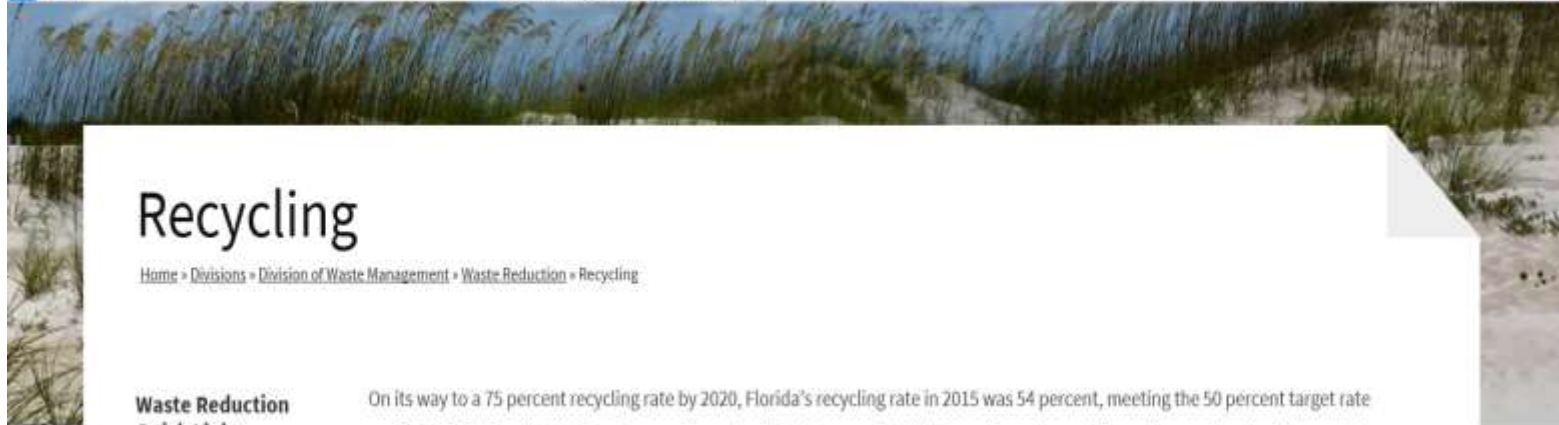 Recycling
Home » Divisions » Division of Waste Management » Waste Reduction » Recycling
Waste Reduction
On its way to a 75 percent recycling rate by 2020, Florida's recycling rate in 2015 was 54 percent, meeting the 50 percent target rate